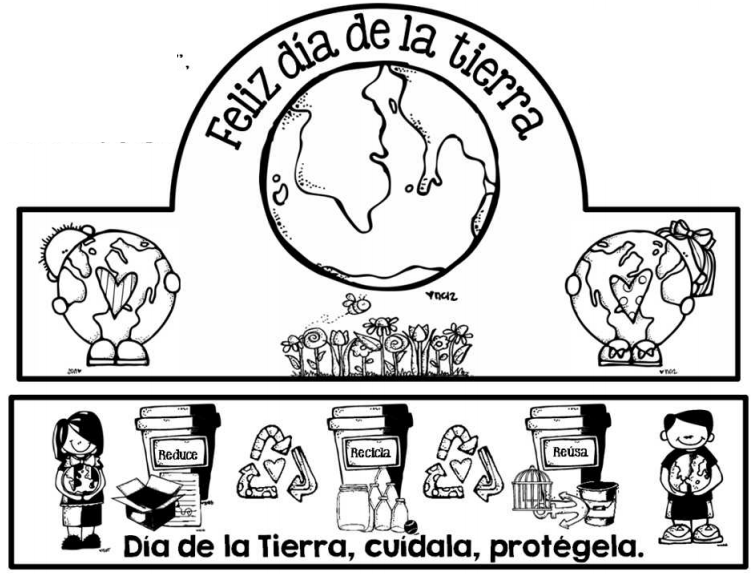 Feliz día de la tierra
Reduce
Recicla
Reúsa
Día de la Tierra, cuídala, protégela.